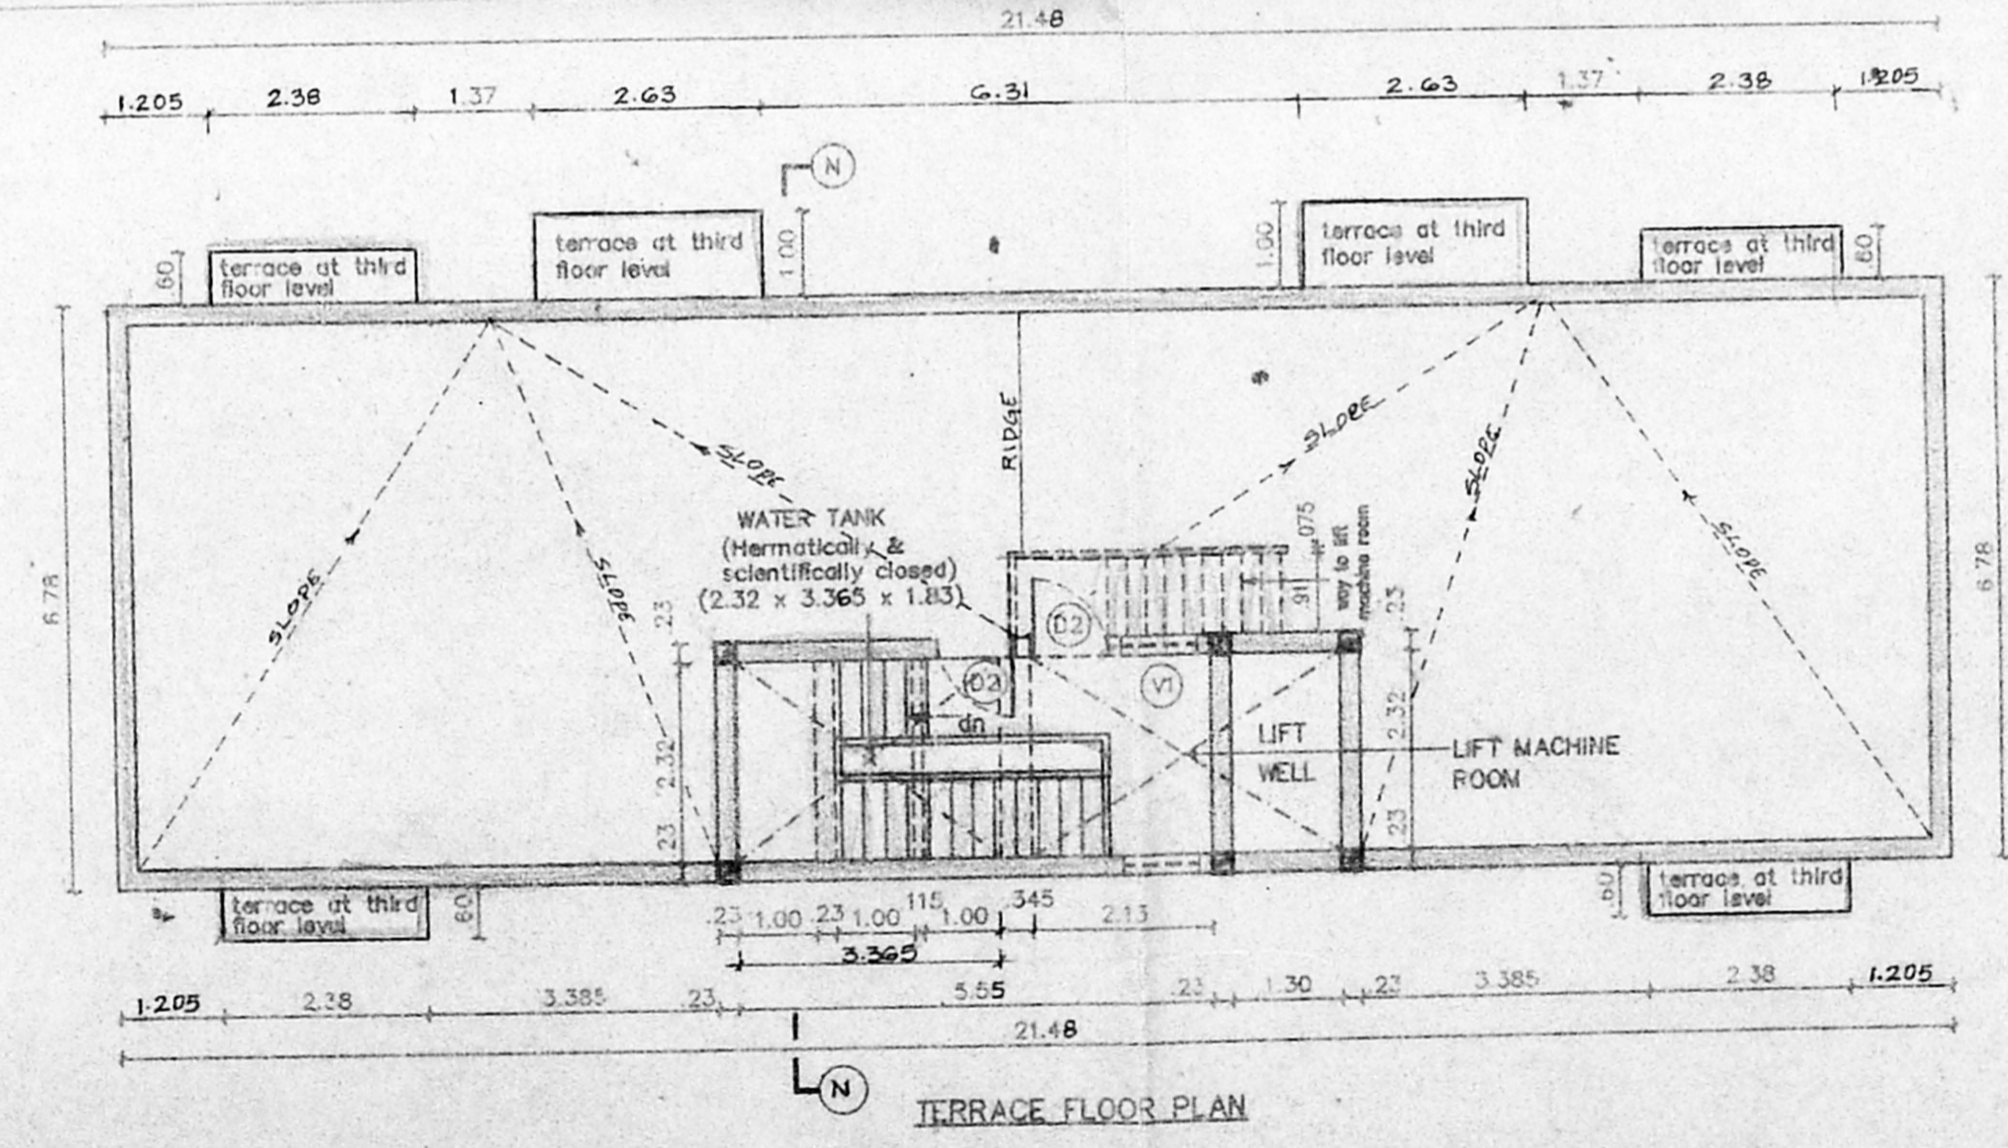 21.48
1.205 2.38 1.37 2.63 6.31 2.63 1.37 2.38 1.205
N
.60 terrace at third
floor level
terrace at third
floor level 1.00
1.00 terrace at third
floor level
terrace at third
floor level .60
6.78
6.78
SLOPE
SLOPE
SLOPE
RIDGE
SLOPE
SLOPE
SLOPE
WATER TANK
(Hermatically &
scientifically closed)
(2.32 x 3.365 x 1.83)
.075
.91
way to lift
machine room
.23
.23
D2
D2
V1
dn
2.32
2.32
LIFT
WELL
LIFT MACHINE
ROOM
.23
.23
terrace at third
floor level .60
.60 terrace at third
floor level
.23 1.00 .23 1.00 .115 1.00 .345 2.13
3.365
1.205 2.38 3.385 .23 5.55 .23 1.30 .23 3.385 2.38 1.205
21.48
N
TERRACE FLOOR PLAN